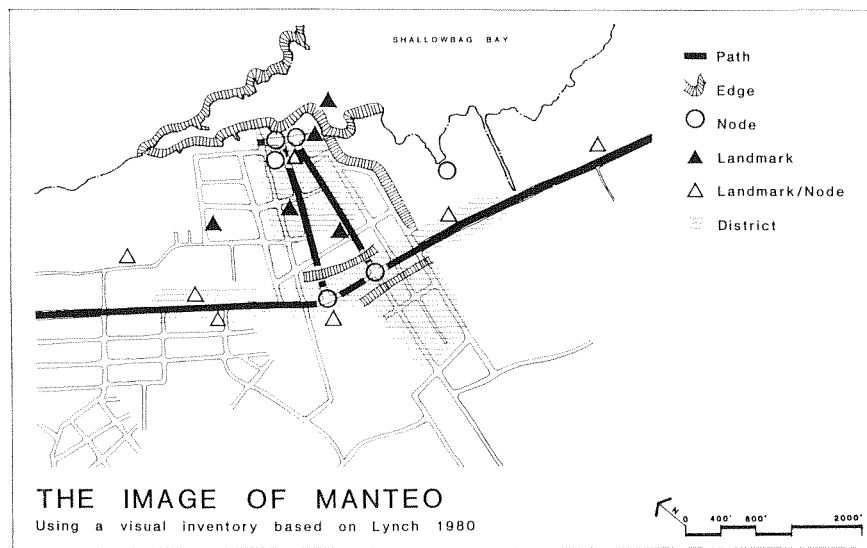 SHALLOWBAG BAY
Path
Edge
Node
Landmark
Landmark/Node
District
THE IMAGE OF MANTEO
Using a visual inventory based on Lynch 1980
N
0 400' 800' 2000'